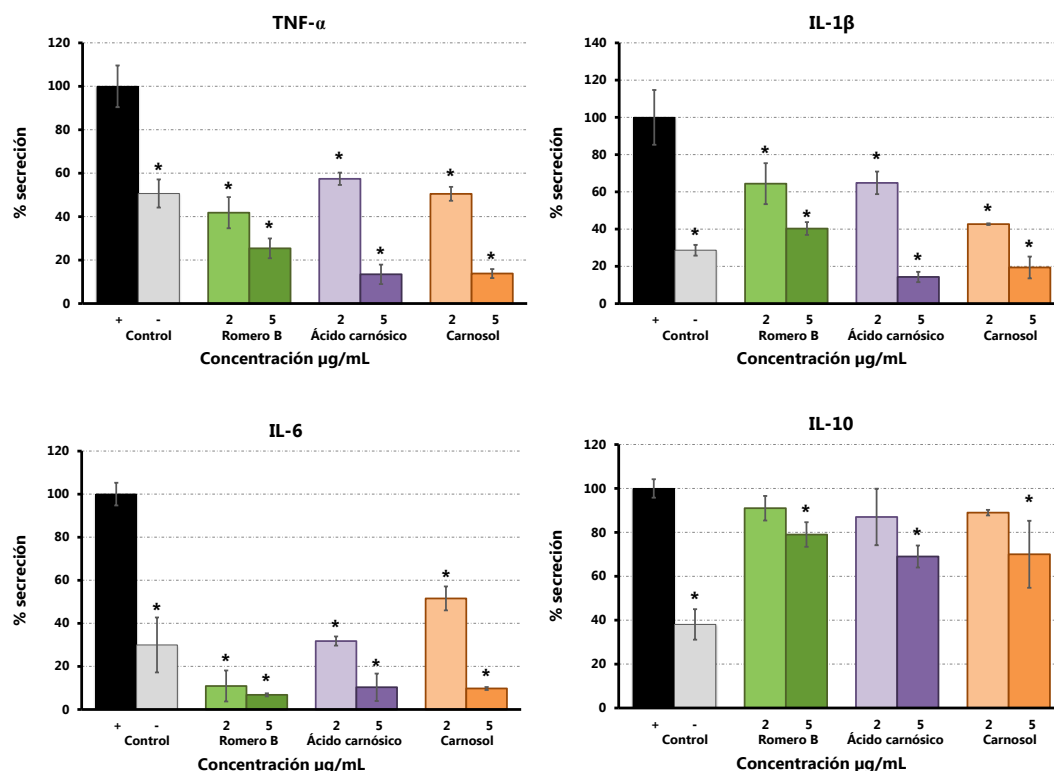 TNF-α
120
100
80
60
40
20
0
% secreción
*
*
*
*
*
*
*
+ - 2 5 2 5 2 5
Control Romero B Ácido carnósico Carnosol
Concentración µg/mL
IL-1β
140
120
100
80
60
40
20
0
% secreción
*
*
*
*
*
*
*
+ - 2 5 2 5 2 5
Control Romero B Ácido carnósico Carnosol
Concentración µg/mL
IL-6
120
100
80
60
40
20
0
% secreción
*
*
*
*
*
*
*
+ - 2 5 2 5 2 5
Control Romero B Ácido carnósico Carnosol
Concentración µg/mL
IL-10
120
100
80
60
40
20
0
% secreción
*
*
*
*
+ - 2 5 2 5 2 5
Control Romero B Ácido carnósico Carnosol
Concentración µg/mL